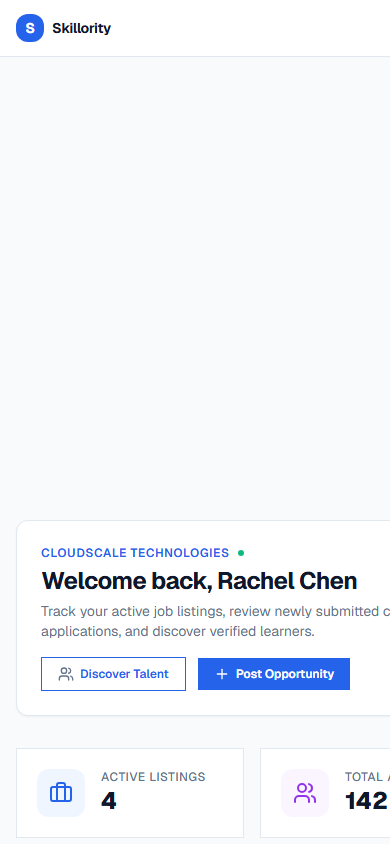 S
Skillority
CLOUDSCALE TECHNOLOGIES
Welcome back, Rachel Chen
Track your active job listings, review newly submitted c
applications, and discover verified learners.
Discover Talent
Post Opportunity
ACTIVE LISTINGS
4
TOTAL A
142